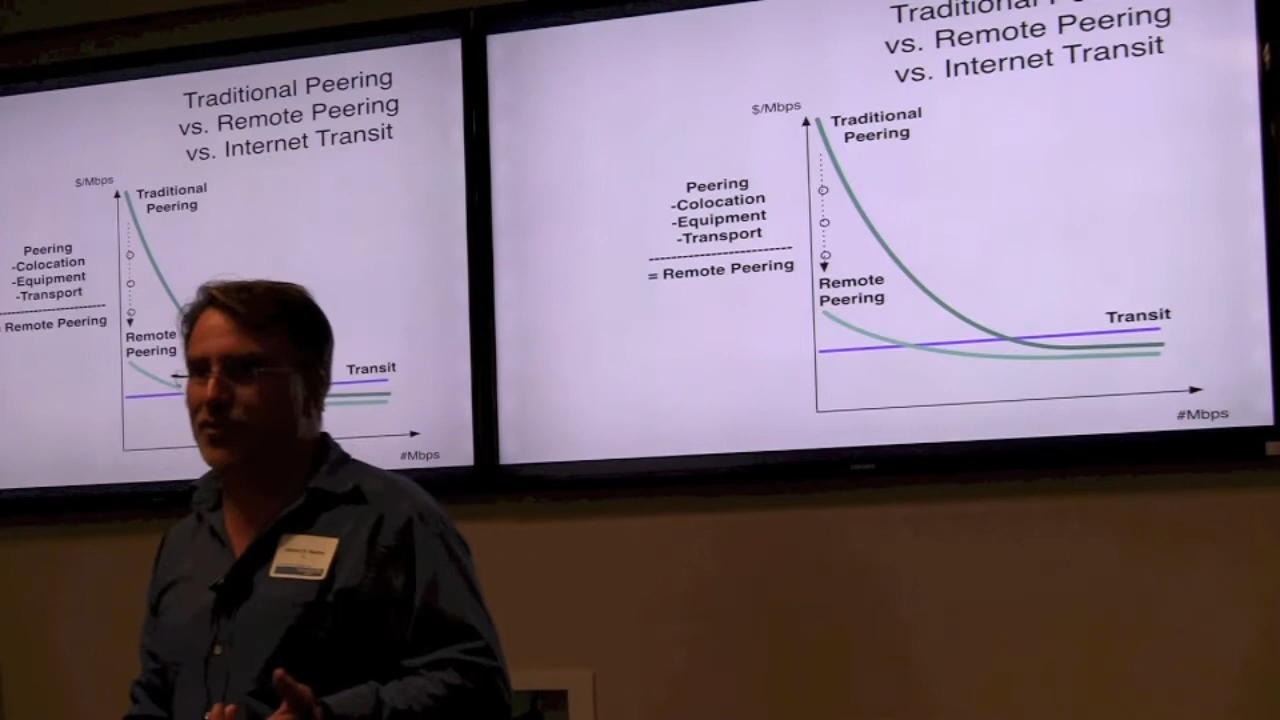 Traditional Peering
vs. Remote Peering
vs. Internet Transit
$/Mbps
Traditional
Peering
Peering
-Colocation
-Equipment
-Transport
Remote Peering
Remote
Peering
Transit
#Mbps
Traditional
vs. Remote Peering
vs. Internet Transit
$/Mbps
Traditional
Peering
Peering
-Colocation
-Equipment
-Transport
= Remote Peering
Remote
Peering
Transit
#Mbps